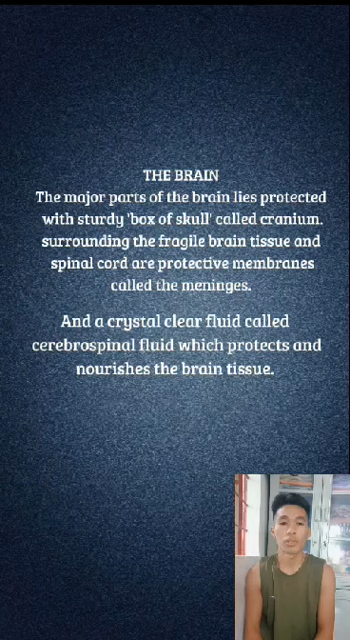 THE BRAIN
The major parts of the brain lies protected
with sturdy 'box of skull' called cranium.
surrounding the fragile brain tissue and
spinal cord are protective membranes
called the meninges.
And a crystal clear fluid called
cerebrospinal fluid which protects and
nourishes the brain tissue.